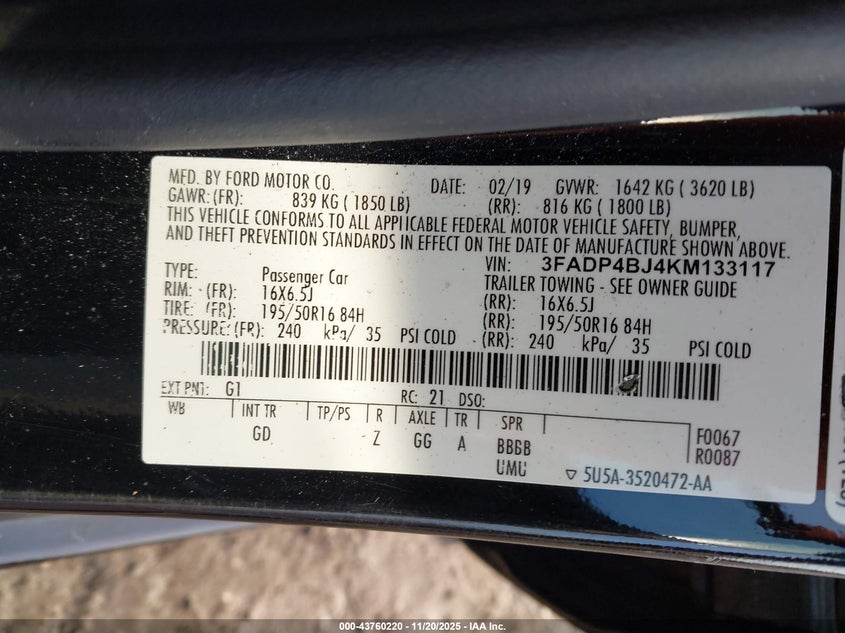 MFD. BY FORD MOTOR CO. DATE: 02/19 GVWR: 1642 KG ( 3620 LB)
GAWR:(FR): 839 KG ( 1850 LB) (RR): 816 KG ( 1800 LB)
THIS VEHICLE CONFORMS TO ALL APPLICABLE FEDERAL MOTOR VEHICLE SAFETY, BUMPER,
AND THEFT PREVENTION STANDARDS IN EFFECT ON THE DATE OF MANUFACTURE SHOWN ABOVE.
VIN: 3FADP4BJ4KM133117
TYPE: Passenger Car TRAILER TOWING - SEE OWNER GUIDE
RIM: (FR): 16X6.5J (RR): 16X6.5J
TIRE: (FR): 195/50R16 84H (RR): 195/50R16 84H
PRESSURE:(FR): 240 kPa/ 35 PSI COLD (RR): 240 kPa/ 35 PSI COLD
EXT PNT: G1 RC: 21 DSO:
WB INT TR TP/PS R AXLE TR SPR
GD Z GG A BBGB
UMU
F0067
R0087
▽ 5U5A-3520472-AA
000-43760220 - 11/20/2025 - IAA Inc.